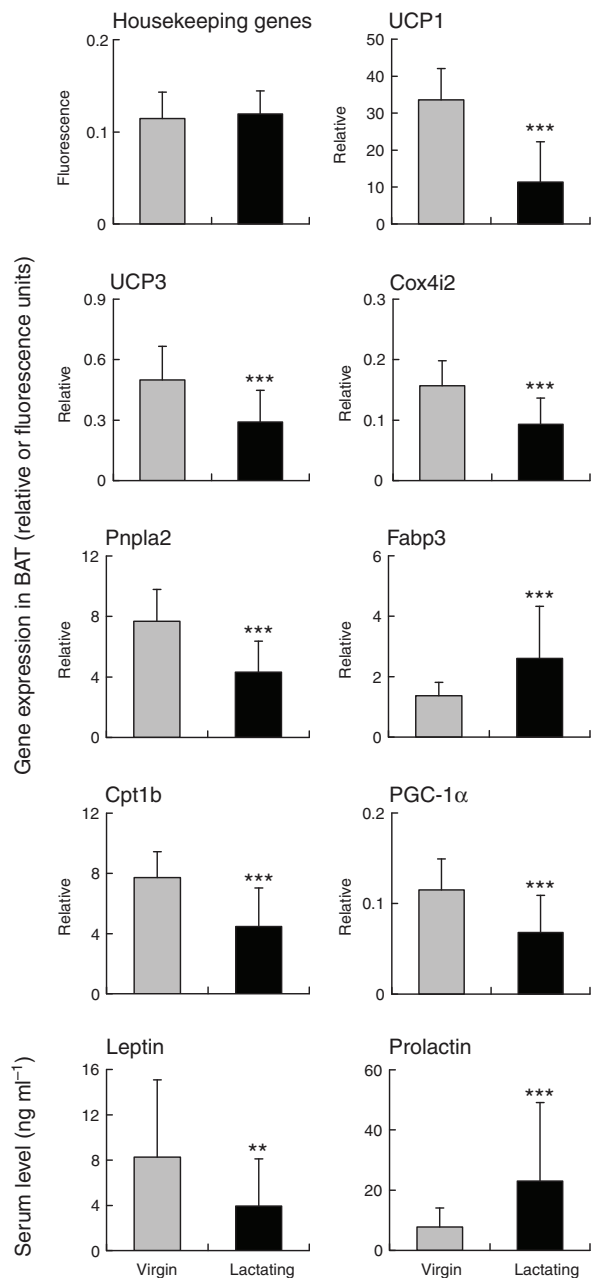 Housekeeping genes
UCP1
0.2
0.1
0
Fluorescence
50
40
30
20
10
0
Relative
***
UCP3
Cox4i2
0.9
0.6
0.3
0
Relative
***
0.3
0.2
0.1
0
Relative
***
Pnpla2
Fabp3
12
8
4
0
Relative
***
6
4
2
0
Relative
***
Cpt1b
PGC-1α
12
8
4
0
Relative
***
0.2
0.1
0
Relative
***
Gene expression in BAT (relative or fluorescence units)
Leptin
Prolactin
16
12
8
4
0
**
60
40
20
0
***
Serum level (ng ml⁻¹)
Virgin
Lactating
Virgin
Lactating